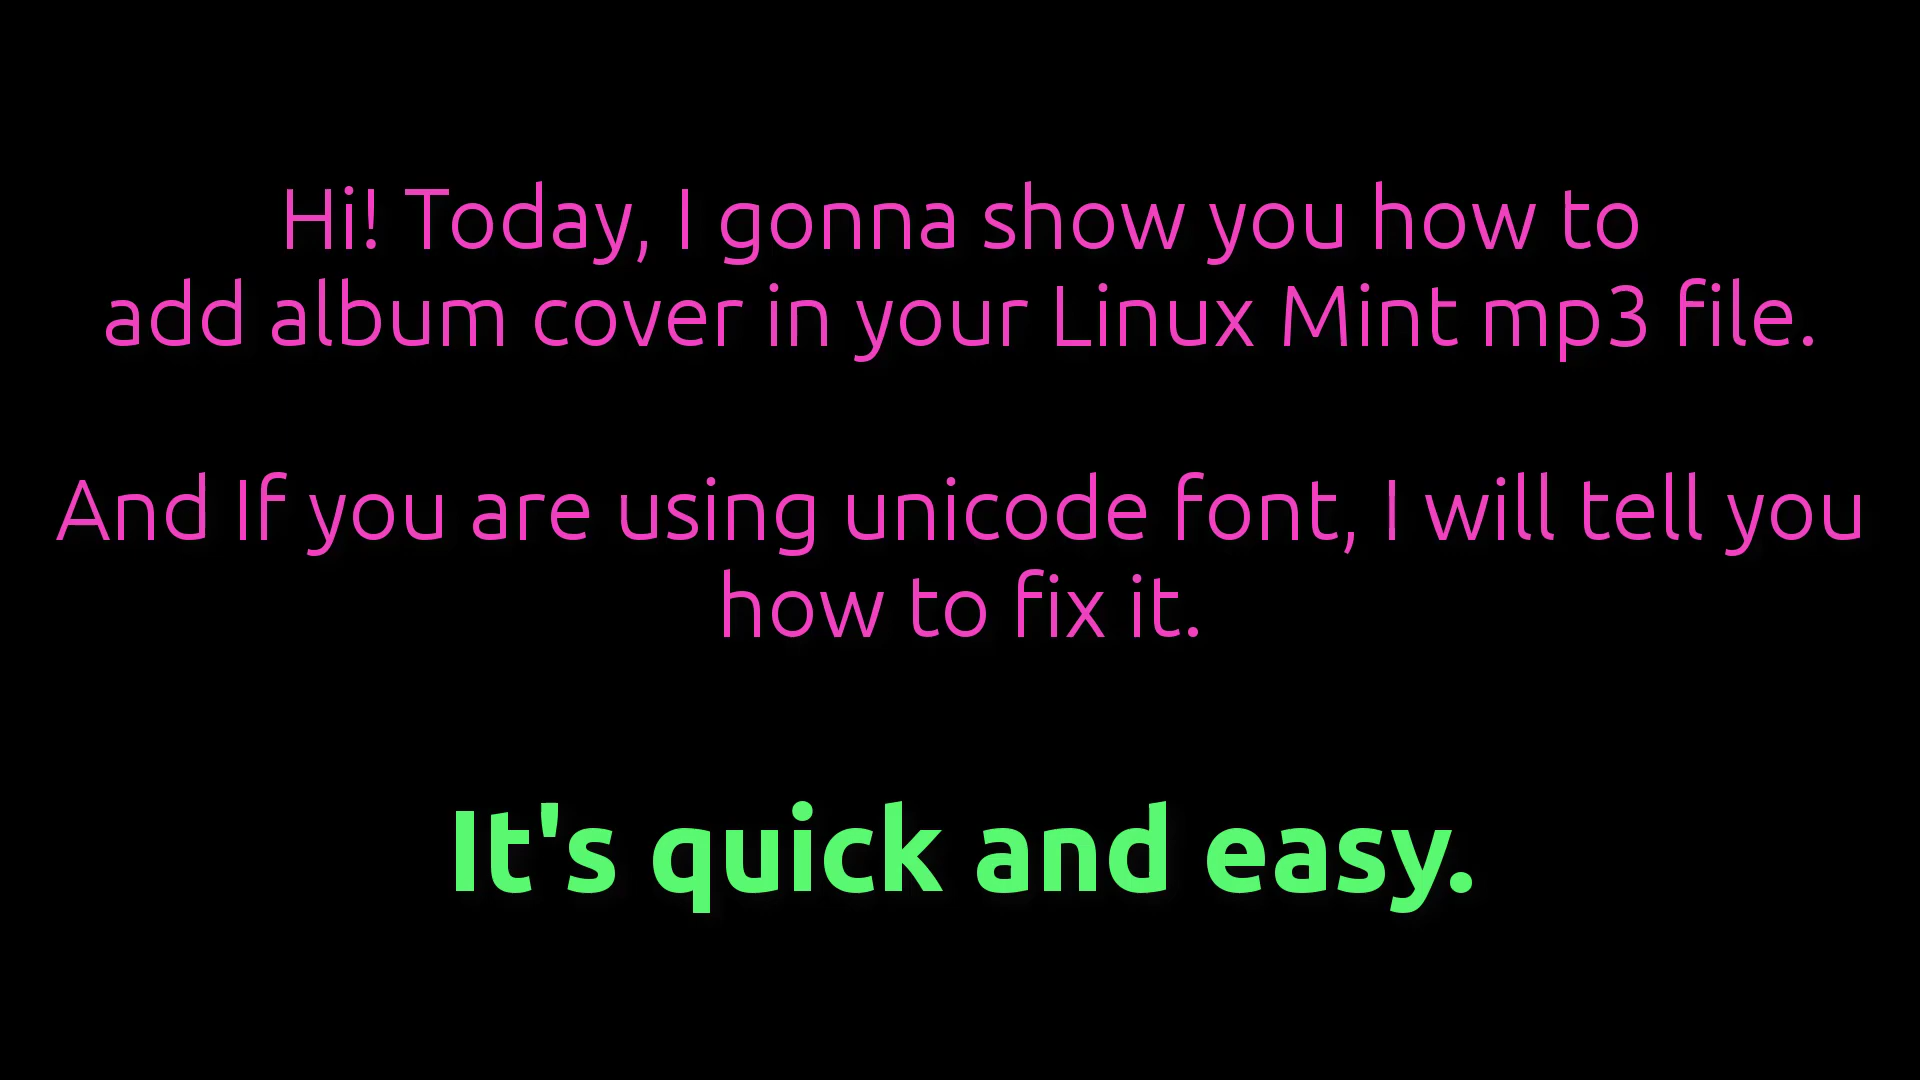 Hi! Today, I gonna show you how to
add album cover in your Linux Mint mp3 file.
And If you are using unicode font, I will tell you
how to fix it.
It's quick and easy.